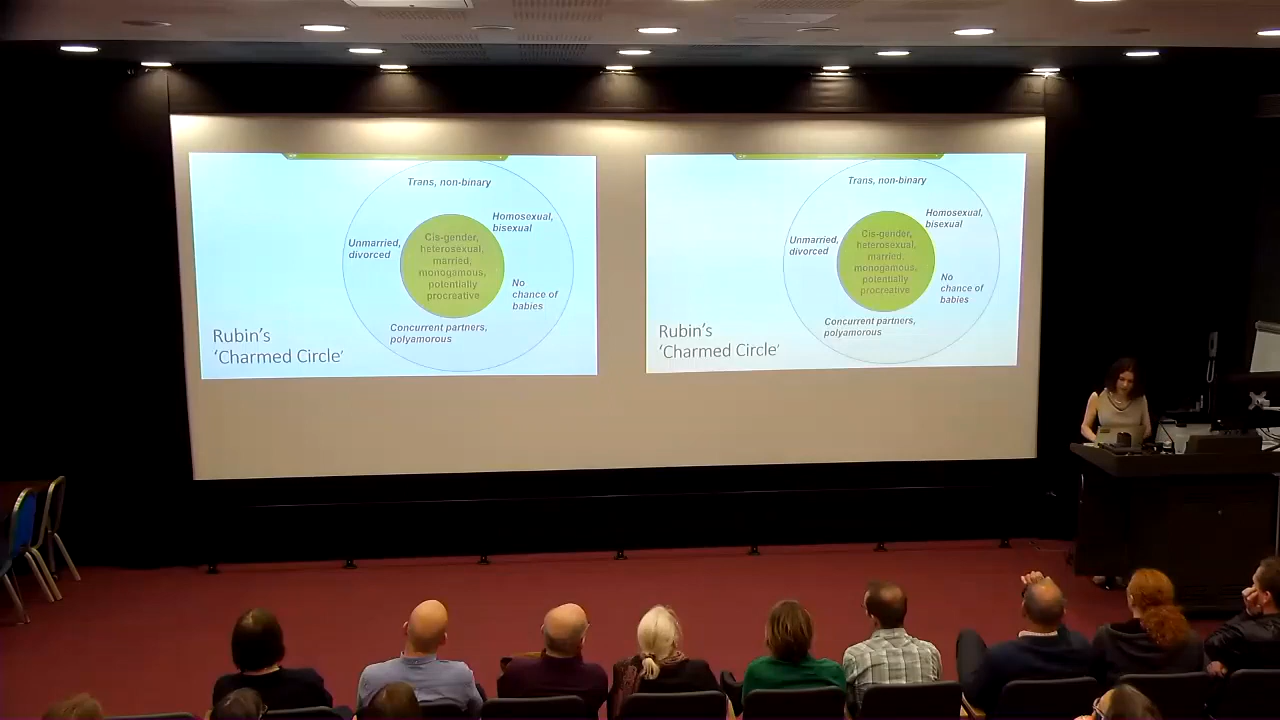 Trans, non-binary
Homosexual,
bisexual
Unmarried,
divorced
Cis-gender,
heterosexual,
married,
monogamous,
potentially
procreative
No
chance of
babies
Concurrent partners,
polyamorous
Rubin's
'Charmed Circle'
Trans, non-binary
Homosexual,
bisexual
Unmarried,
divorced
Cis-gender,
heterosexual,
married,
monogamous,
potentially
procreative
No
chance of
babies
Concurrent partners,
polyamorous
Rubin's
'Charmed Circle'